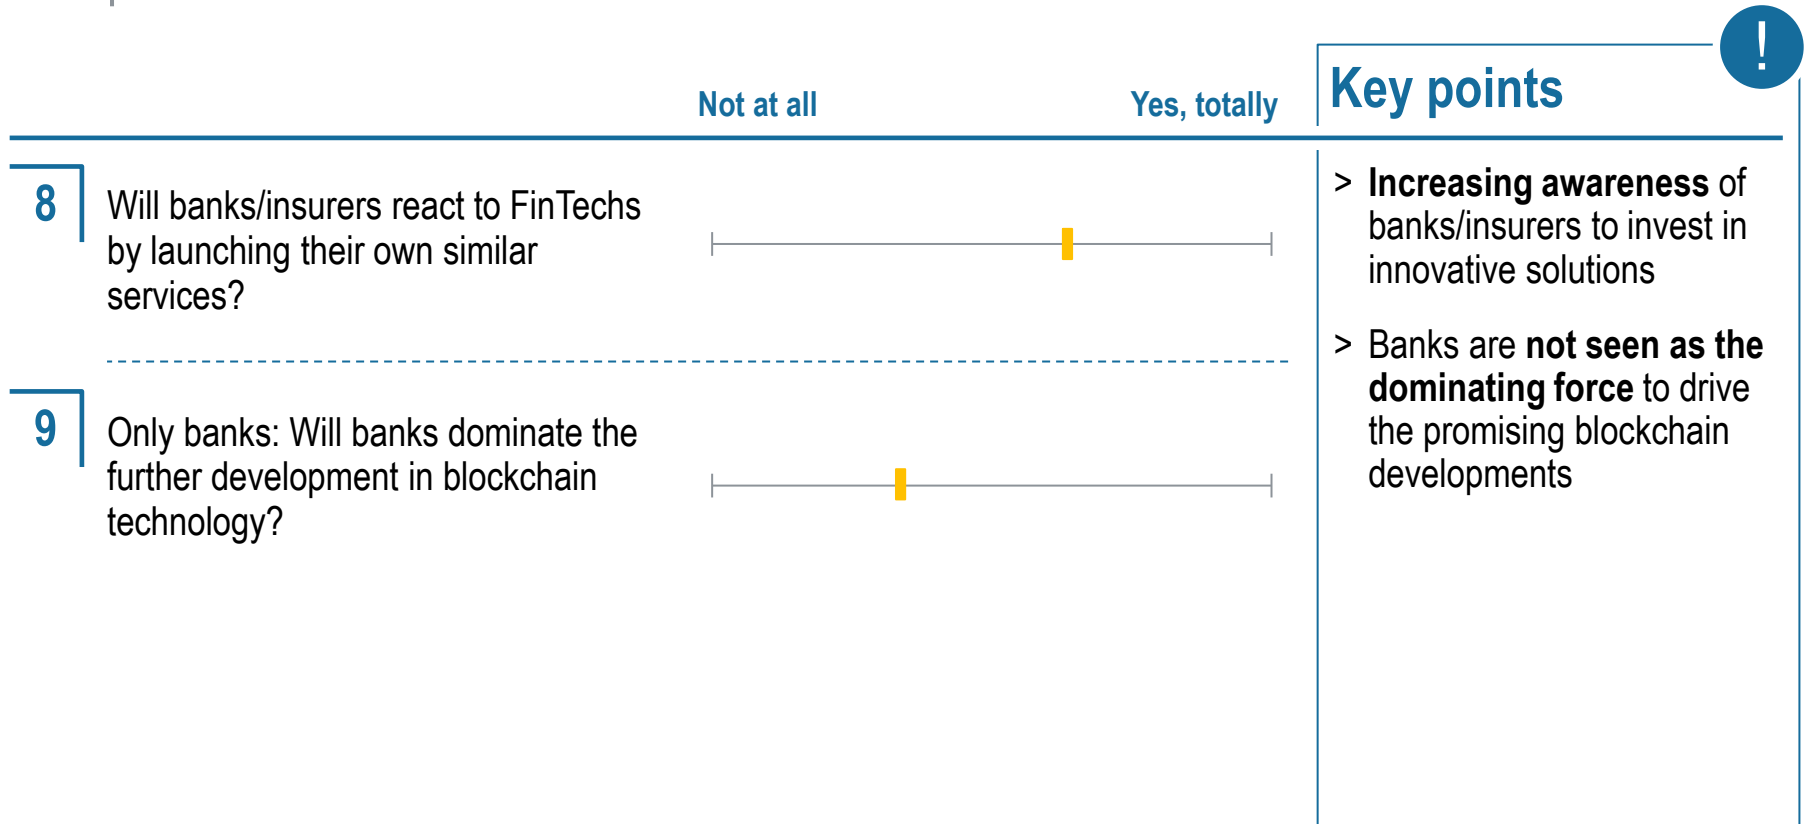 !
Not at all
Yes, totally
Key points
8
Will banks/insurers react to FinTechs
by launching their own similar
services?
9
Only banks: Will banks dominate the
further development in blockchain
technology?
> Increasing awareness of
banks/insurers to invest in
innovative solutions
> Banks are not seen as the
dominating force to drive
the promising blockchain
developments